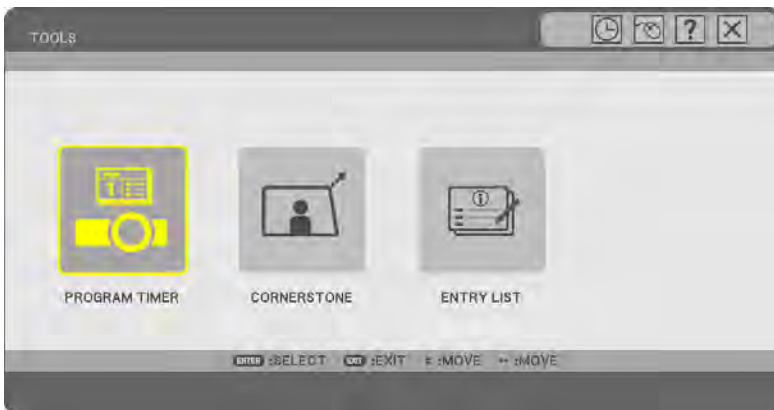 TOOLS
?
PROGRAM TIMER
CORNERSTONE
ENTRY LIST
ENTER :SELECT EXIT :EXIT ↕ :MOVE ↔ :MOVE